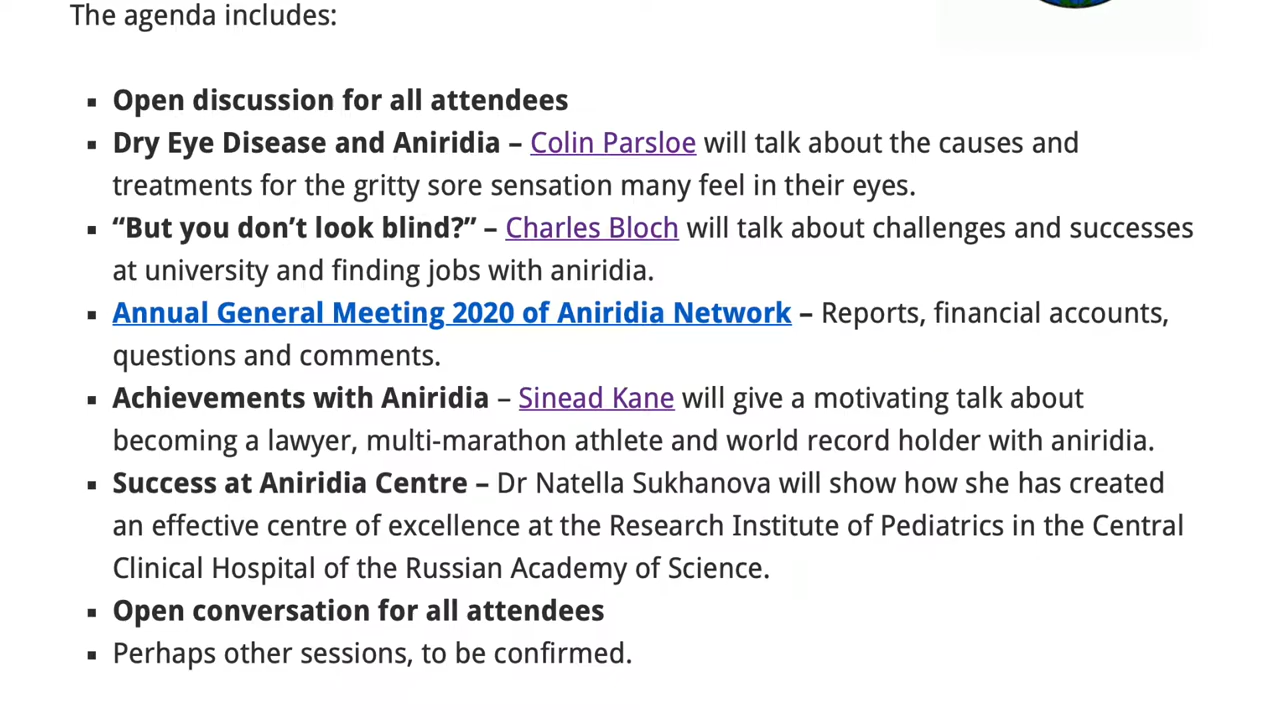 The agenda includes:
▪ Open discussion for all attendees
▪ Dry Eye Disease and Aniridia – Colin Parsloe will talk about the causes and
treatments for the gritty sore sensation many feel in their eyes.
▪ “But you don’t look blind?” – Charles Bloch will talk about challenges and successes
at university and finding jobs with aniridia.
▪ Annual General Meeting 2020 of Aniridia Network – Reports, financial accounts,
questions and comments.
▪ Achievements with Aniridia – Sinead Kane will give a motivating talk about
becoming a lawyer, multi-marathon athlete and world record holder with aniridia.
▪ Success at Aniridia Centre – Dr Natella Sukhanova will show how she has created
an effective centre of excellence at the Research Institute of Pediatrics in the Central
Clinical Hospital of the Russian Academy of Science.
▪ Open conversation for all attendees
▪ Perhaps other sessions, to be confirmed.